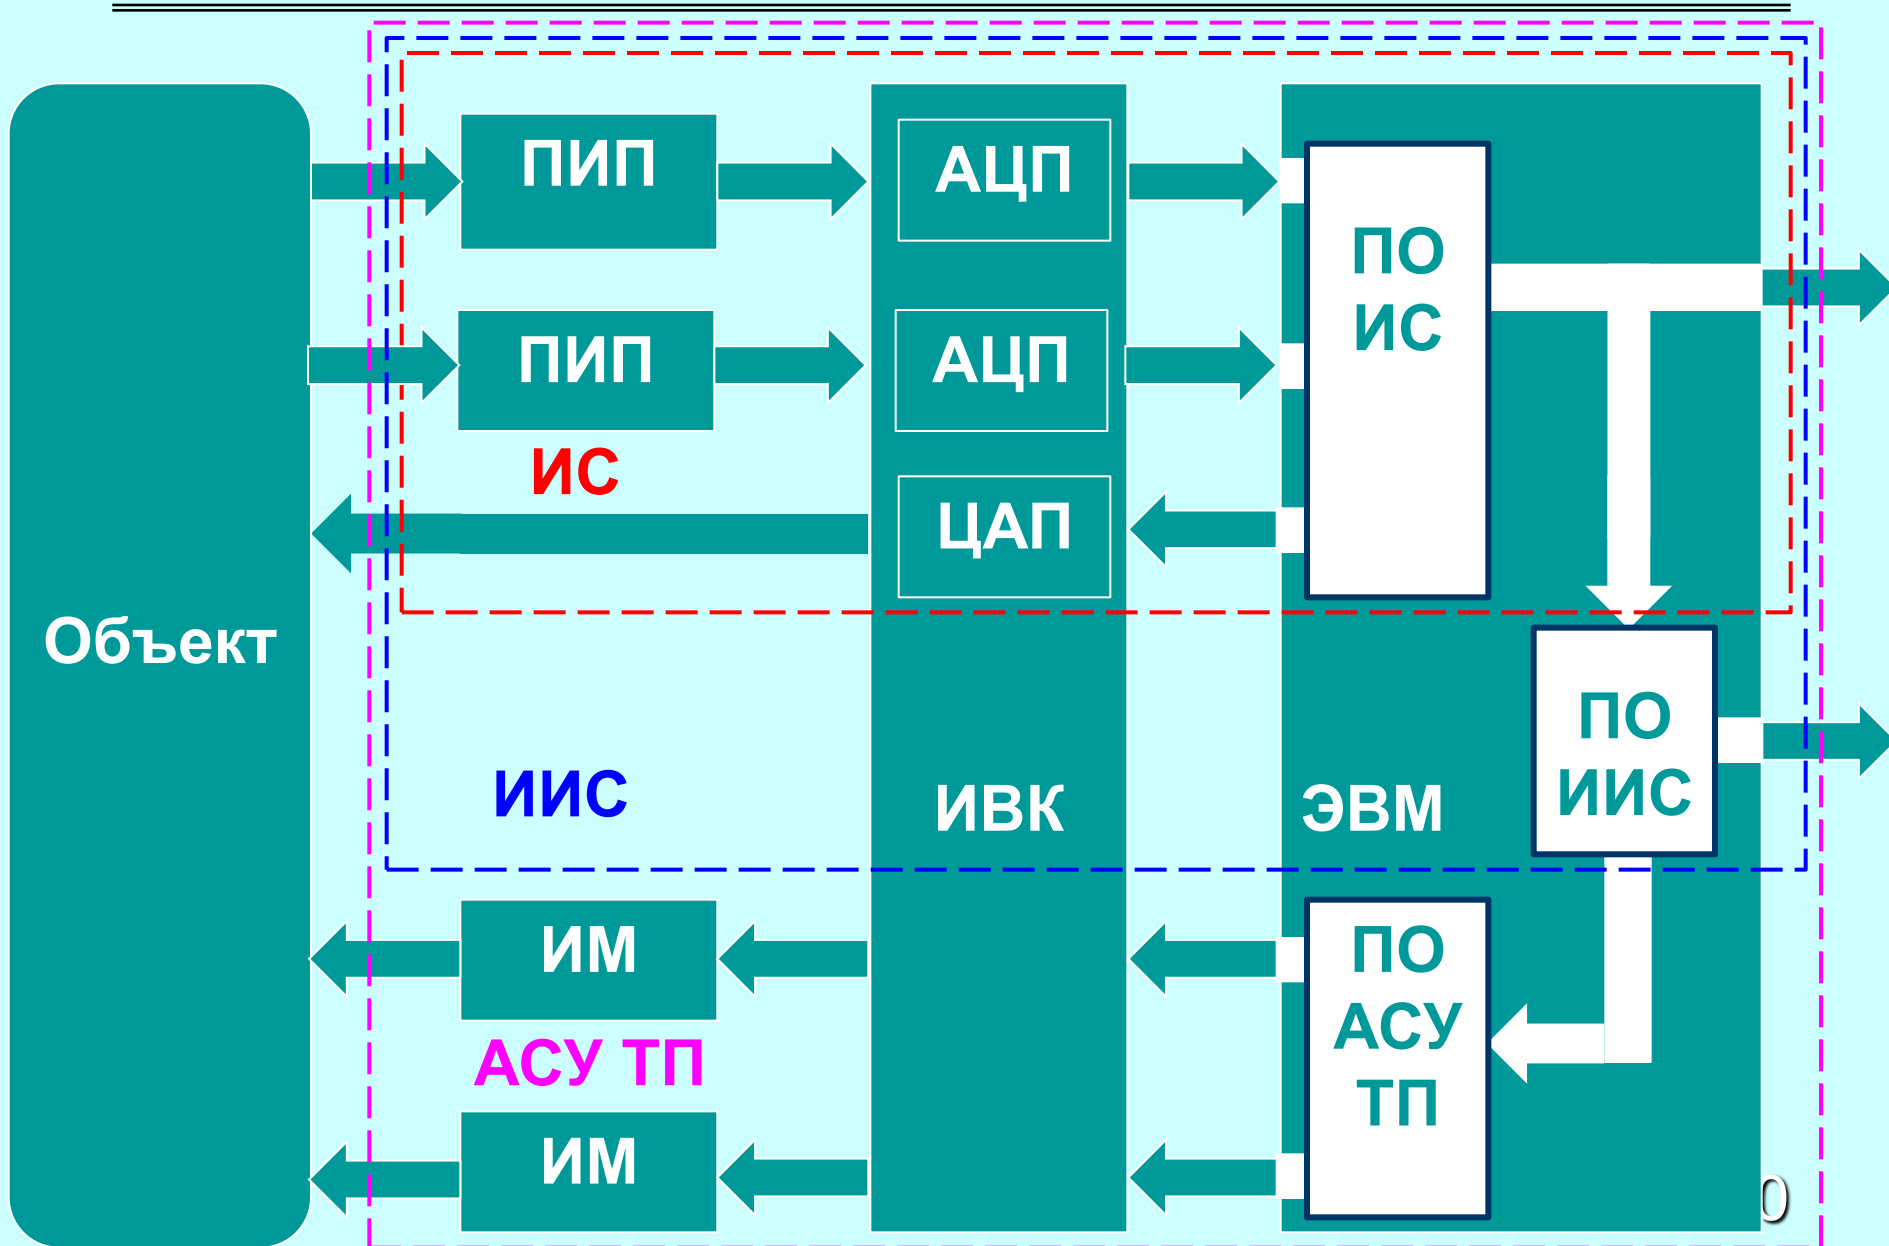 ПИП
АЦП
ПО
ИС
ПИП
АЦП
ИС
ЦАП
Объект
ПО
ИИС
ИИС
ИВК
ЭВМ
ИМ
ПО
АСУ
ТП
АСУ ТП
ИМ
0